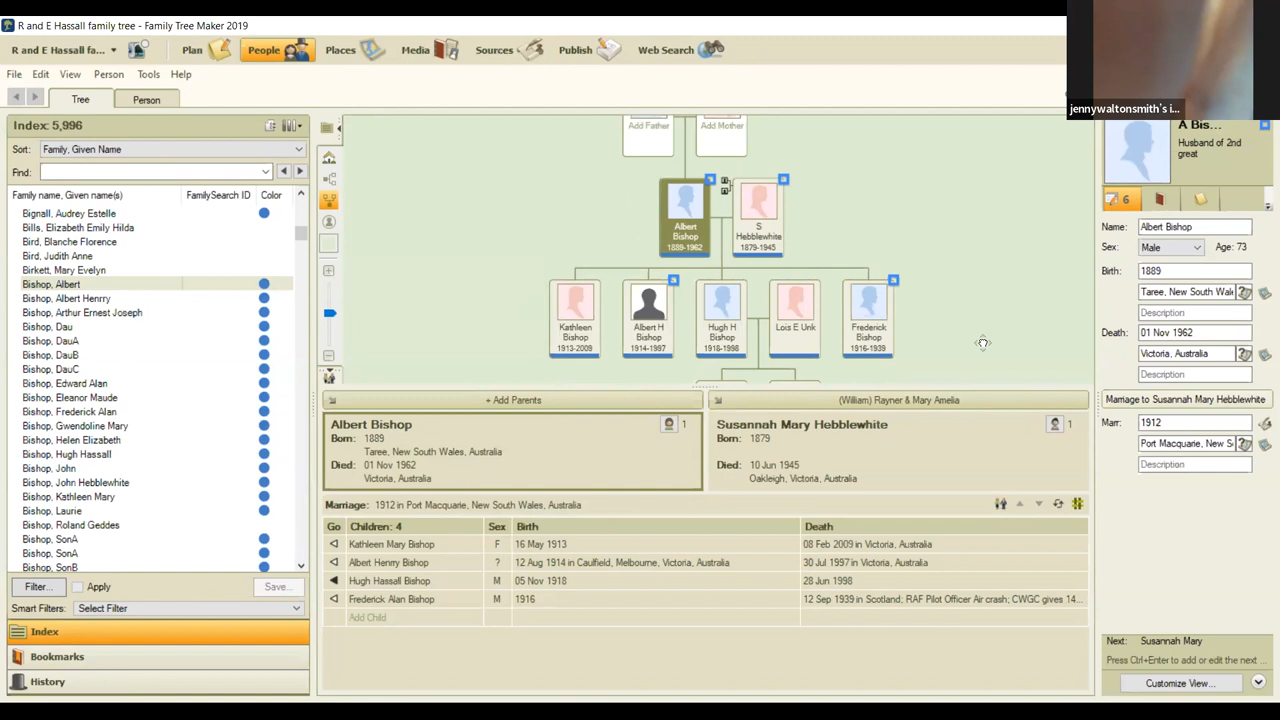 R and E Hassall family tree - Family Tree Maker 2019
R and E Hassall fa... Plan People Places Media Sources Publish Web Search
File Edit View Person Tools Help
jennywaltonsmith's i...
Tree Person
Index: 5,996
Sort: Family, Given Name
Find:
Family name, Given name(s) FamilySearch ID Color
Bignall, Audrey Estelle
Bills, Elizabeth Emily Hilda
Bird, Blanche Florence
Bird, Judith Anne
Birkett, Mary Evelyn
Bishop, Albert
Bishop, Albert Henrry
Bishop, Arthur Ernest Joseph
Bishop, Dau
Bishop, DauA
Bishop, DauB
Bishop, DauC
Bishop, Edward Alan
Bishop, Eleanor Maude
Bishop, Frederick Alan
Bishop, Gwendoline Mary
Bishop, Helen Elizabeth
Bishop, Hugh Hassall
Bishop, John
Bishop, John Hebblewhite
Bishop, Kathleen Mary
Bishop, Laurie
Bishop, Roland Geddes
Bishop, SonA
Bishop, SonA
Bishop, SonB
Filter... Apply Save...
Smart Filters: Select Filter
Index
Bookmarks
History
Add Father Add Mother
Albert
Bishop
1889-1962
S
Hebblewhite
1879-1945
Kathleen
Bishop
1913-2009
Albert H
Bishop
1914-1997
Hugh H
Bishop
1918-1998
Lois E Unk
Frederick
Bishop
1916-1939
+ Add Parents
(William) Rayner & Mary Amelia
Albert Bishop 1
Born: 1889
Taree, New South Wales, Australia
Died: 01 Nov 1962
Victoria, Australia
Susannah Mary Hebblewhite 1
Born: 1879
Died: 10 Jun 1945
Oakleigh, Victoria, Australia
Marriage: 1912 in Port Macquarie, New South Wales, Australia
Go Children: 4 Sex Birth Death
Kathleen Mary Bishop F 16 May 1913 08 Feb 2009 in Victoria, Australia
Albert Henrry Bishop ? 12 Aug 1914 in Caulfield, Melbourne, Victoria, Australia 30 Jul 1997 in Victoria, Australia
Hugh Hassall Bishop M 05 Nov 1918 28 Jun 1998
Frederick Alan Bishop M 1916 12 Sep 1939 in Scotland; RAF Pilot Officer Air crash; CWGC gives 14...
Add Child
A Bis...
Husband of 2nd
great
6
Name: Albert Bishop
Sex: Male Age: 73
Birth: 1889
Taree, New South Wal
Description
Death: 01 Nov 1962
Victoria, Australia
Description
Marriage to Susannah Mary Hebblewhite
Marr: 1912
Port Macquarie, New S
Description
Next: Susannah Mary
Press Ctrl+Enter to add or edit the next ...
Customize View...